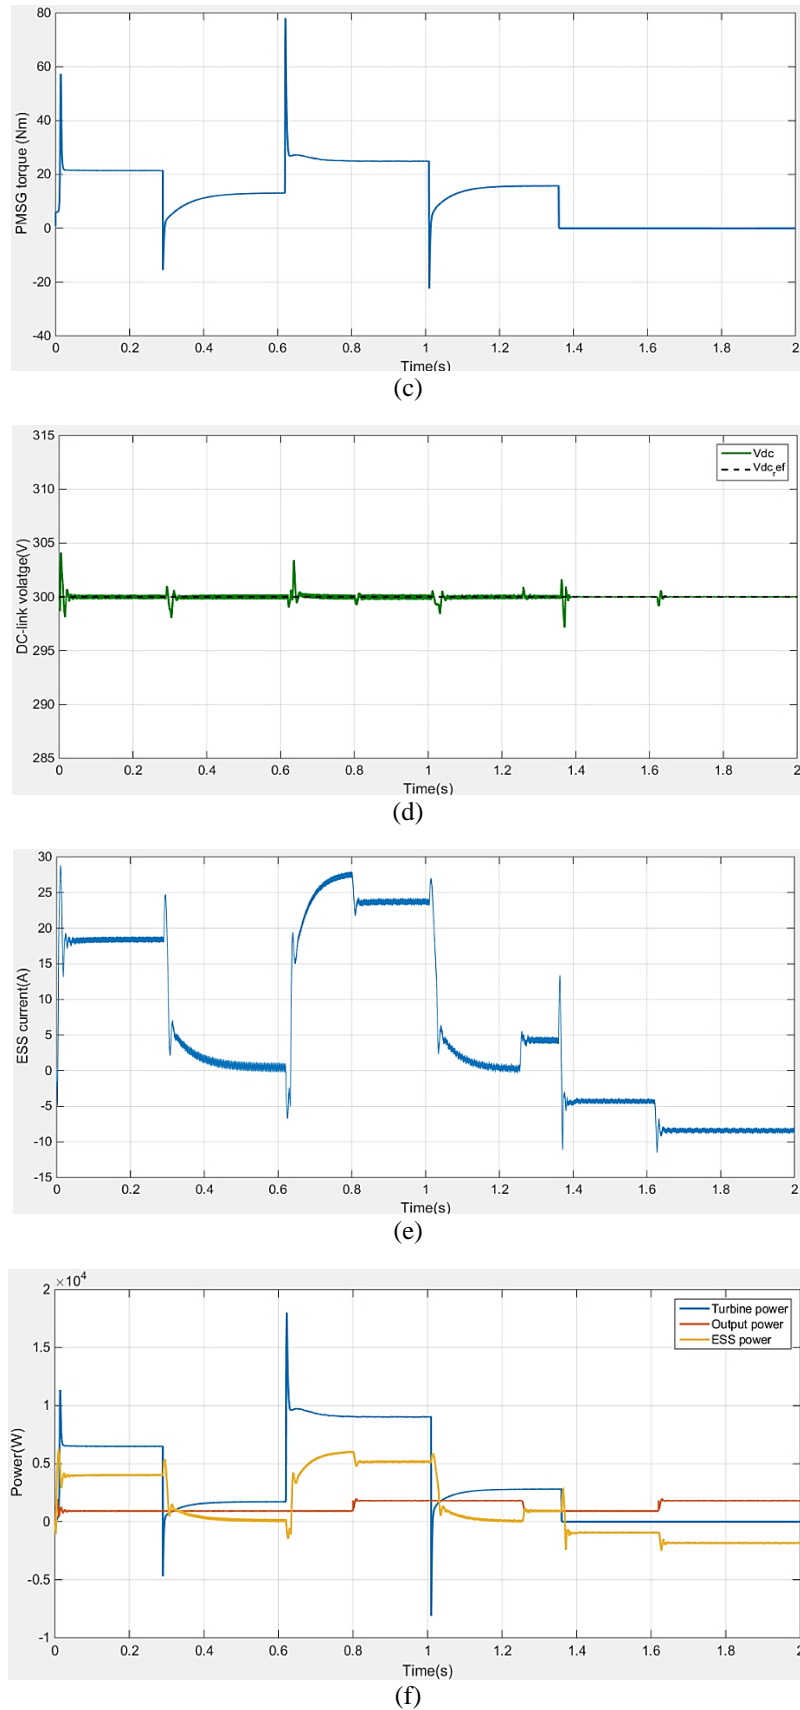 80
60
40
20
0
-20
-40
PMSG torque (Nm)
0 0.2 0.4 0.6 0.8 1 1.2 1.4 1.6 1.8 2
Time(s)
(c)
315
310
305
300
295
290
285
DC-link volatge(V)
Vdc
Vdc_ref
0 0.2 0.4 0.6 0.8 1 1.2 1.4 1.6 1.8 2
Time(s)
(d)
30
25
20
15
10
5
0
-5
-10
-15
ESS current(A)
0 0.2 0.4 0.6 0.8 1 1.2 1.4 1.6 1.8 2
Time(s)
(e)
×10^4
2
1.5
1
0.5
0
-0.5
-1
Power(W)
Turbine power
Output power
ESS power
0 0.2 0.4 0.6 0.8 1 1.2 1.4 1.6 1.8 2
Time(s)
(f)